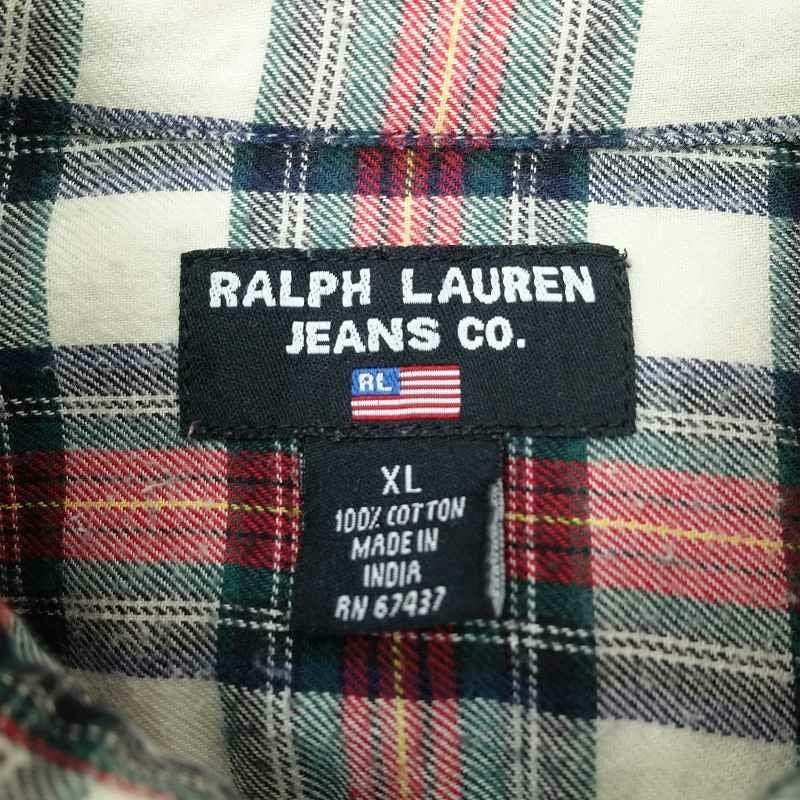 RALPH LAUREN
JEANS CO.
RL
XL
100% COTTON
MADE IN
INDIA
RN 67437